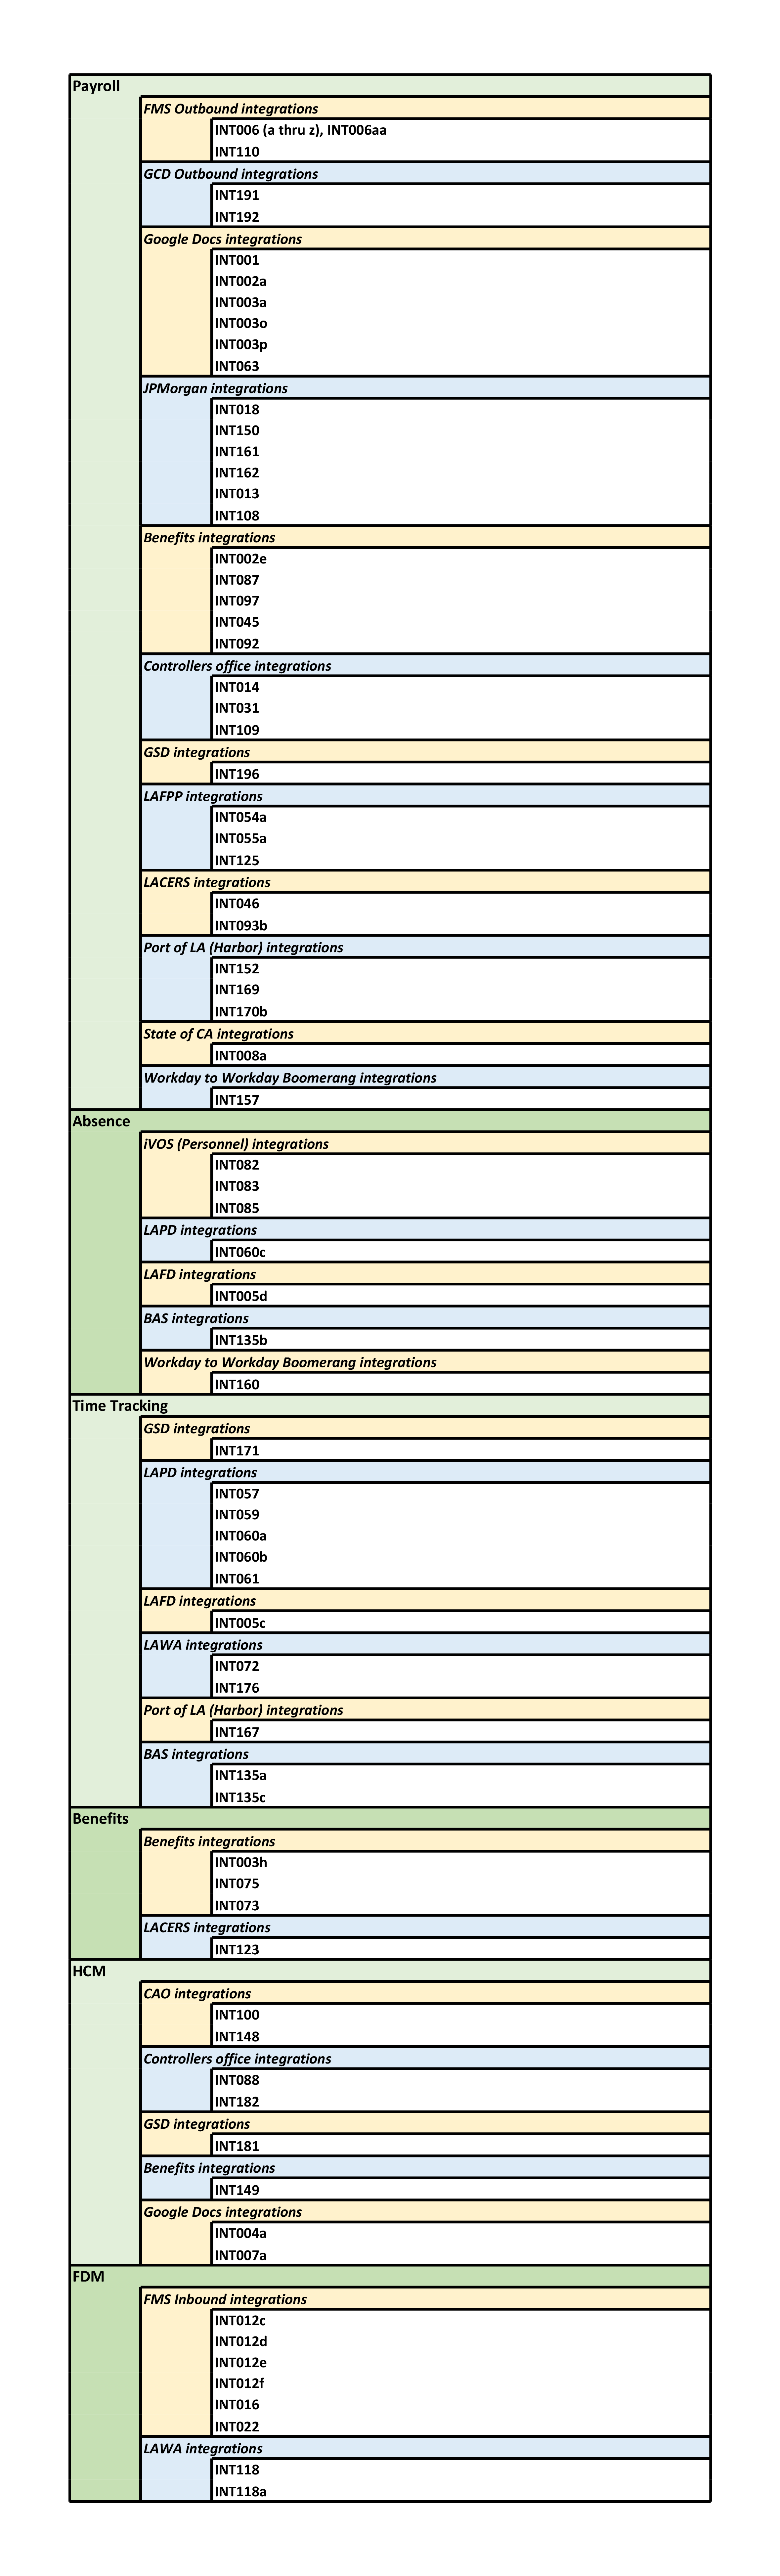 Payroll
FMS Outbound integrations
INT006 (a thru z), INT006aa
INT110
GCD Outbound integrations
INT191
INT192
Google Docs integrations
INT001
INT002a
INT003a
INT003o
INT003p
INT063
JPMorgan integrations
INT018
INT150
INT161
INT162
INT013
INT108
Benefits integrations
INT002e
INT087
INT097
INT045
INT092
Controllers office integrations
INT014
INT031
INT109
GSD integrations
INT196
LAFPP integrations
INT054a
INT055a
INT125
LACERS integrations
INT046
INT093b
Port of LA (Harbor) integrations
INT152
INT169
INT170b
State of CA integrations
INT008a
Workday to Workday Boomerang integrations
INT157
Absence
iVOS (Personnel) integrations
INT082
INT083
INT085
LAPD integrations
INT060c
LAFD integrations
INT005d
BAS integrations
INT135b
Workday to Workday Boomerang integrations
INT160
Time Tracking
GSD integrations
INT171
LAPD integrations
INT057
INT059
INT060a
INT060b
INT061
LAFD integrations
INT005c
LAWA integrations
INT072
INT176
Port of LA (Harbor) integrations
INT167
BAS integrations
INT135a
INT135c
Benefits
Benefits integrations
INT003h
INT075
INT073
LACERS integrations
INT123
HCM
CAO integrations
INT100
INT148
Controllers office integrations
INT088
INT182
GSD integrations
INT181
Benefits integrations
INT149
Google Docs integrations
INT004a
INT007a
FDM
FMS Inbound integrations
INT012c
INT012d
INT012e
INT012f
INT016
INT022
LAWA integrations
INT118
INT118a